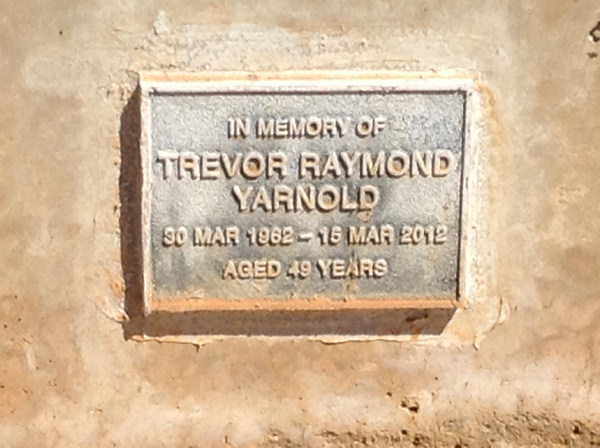 IN MEMORY OF
TREVOR RAYMOND
YARNOLD
30 MAR 1962 – 15 MAR 2012
AGED 49 YEARS